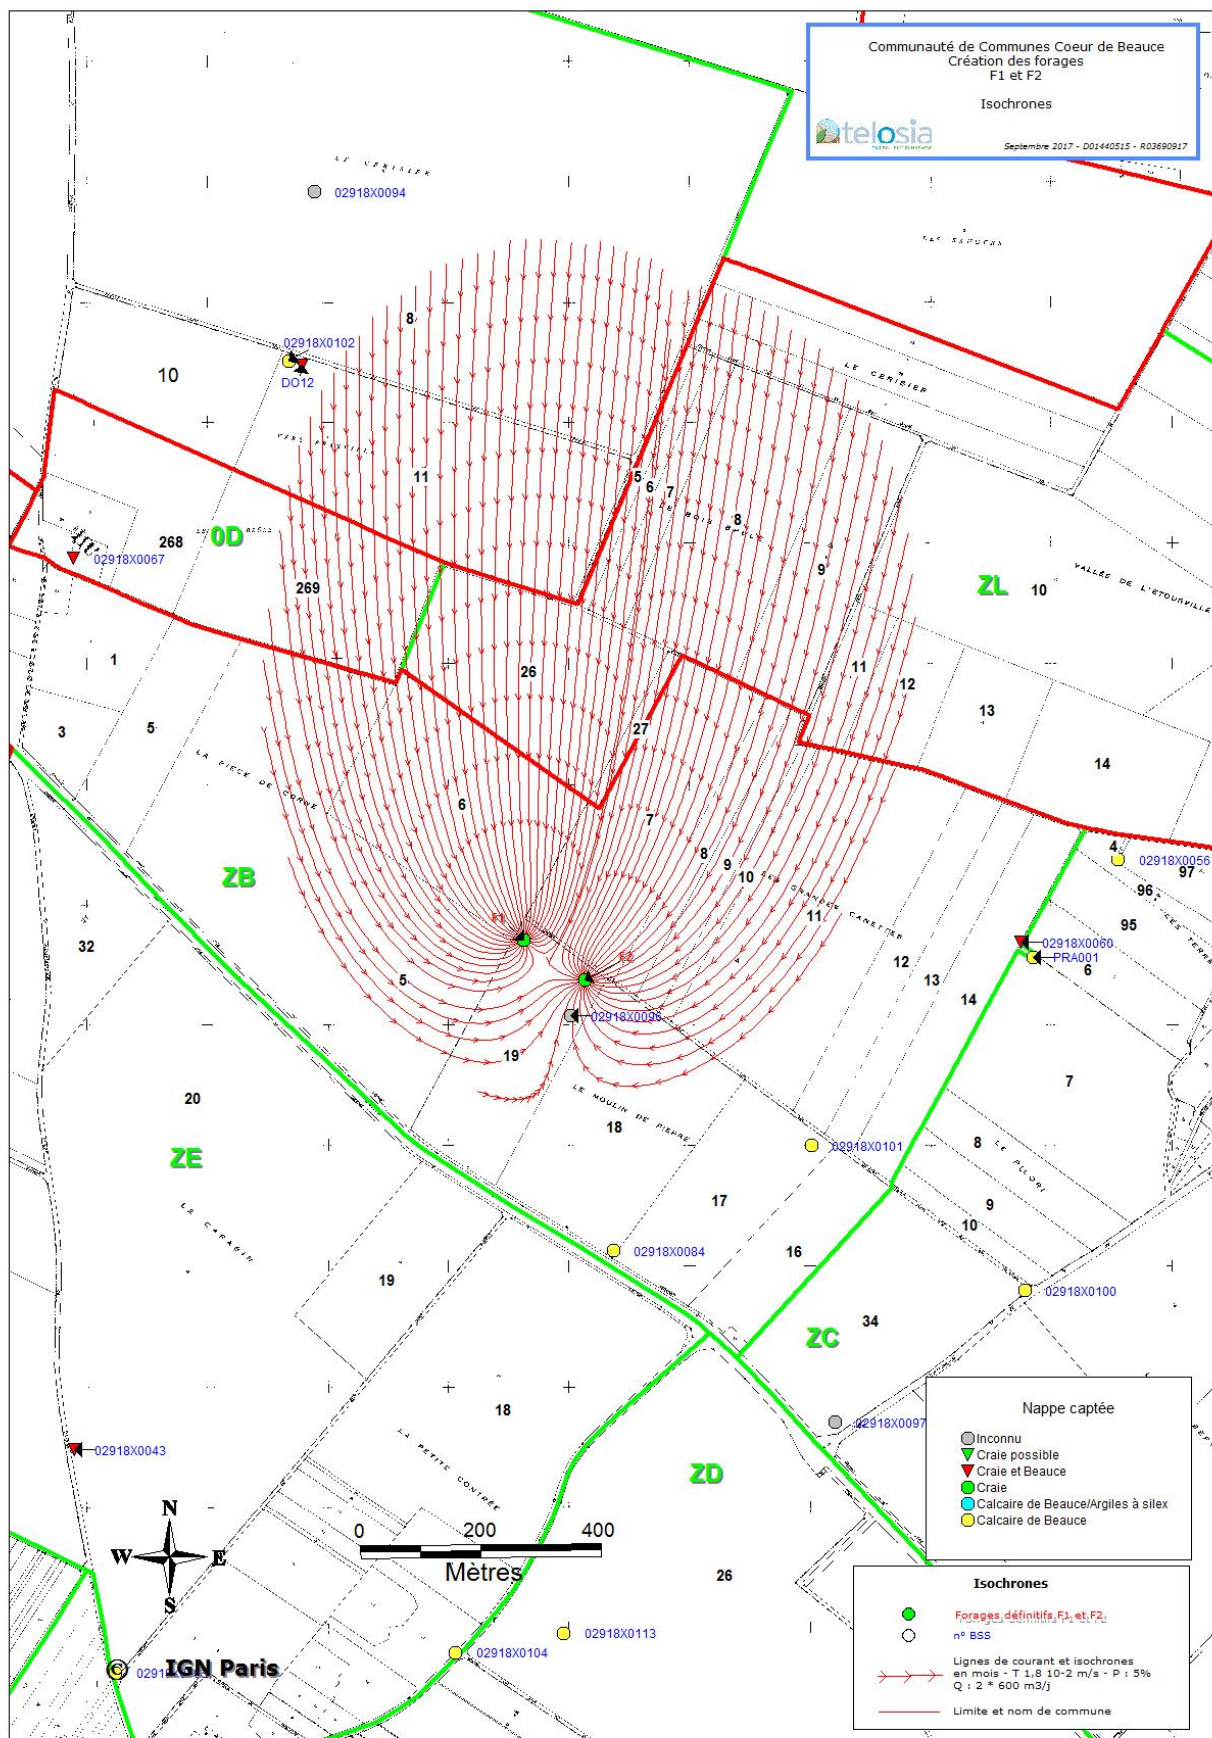 Communauté de Communes Coeur de Beauce
Création des forages
F1 et F2
Isochrones
telosia
Septembre 2017 - D01440515 - R03690917
LE CERISIER
02918X0094
8
02918X0102
DO12
10
11
5
6
7
LE CERISIER
8
9
268
0D
02918X0067
269
ZL
10
VALLÉE DE L'ETOURVILLE
1
3
5
26
27
11
12
13
14
LA PIECE DE CORNE
6
7
8
9
10
LES GRANDES CANETTES
11
12
13
14
ZB
32
5
F1
F2
02918X0096
19
4
02918X0056
97
96
95
LES TERRE
02918X0060
PRA001
6
7
20
ZE
LE CARABIN
LE MOULIN DE PIERRE
18
02918X0101
8
LE PILORI
9
10
17
16
02918X0084
19
02918X0100
34
ZC
18
LA PETITE CONTRÉE
02918X0097
02918X0043
ZD
26
Nappe captée
Inconnu
Craie possible
Craie et Beauce
Craie
Calcaire de Beauce/Argiles à silex
Calcaire de Beauce
N
W E
S
0 200 400
Mètres
02918X0113
02918X0104
© IGN Paris
Isochrones
Forages définitifs F1 et F2
n° BSS
Lignes de courant et isochrones
en mois - T 1,8 10-2 m/s - P : 5%
Q : 2 * 600 m3/j
Limite et nom de commune